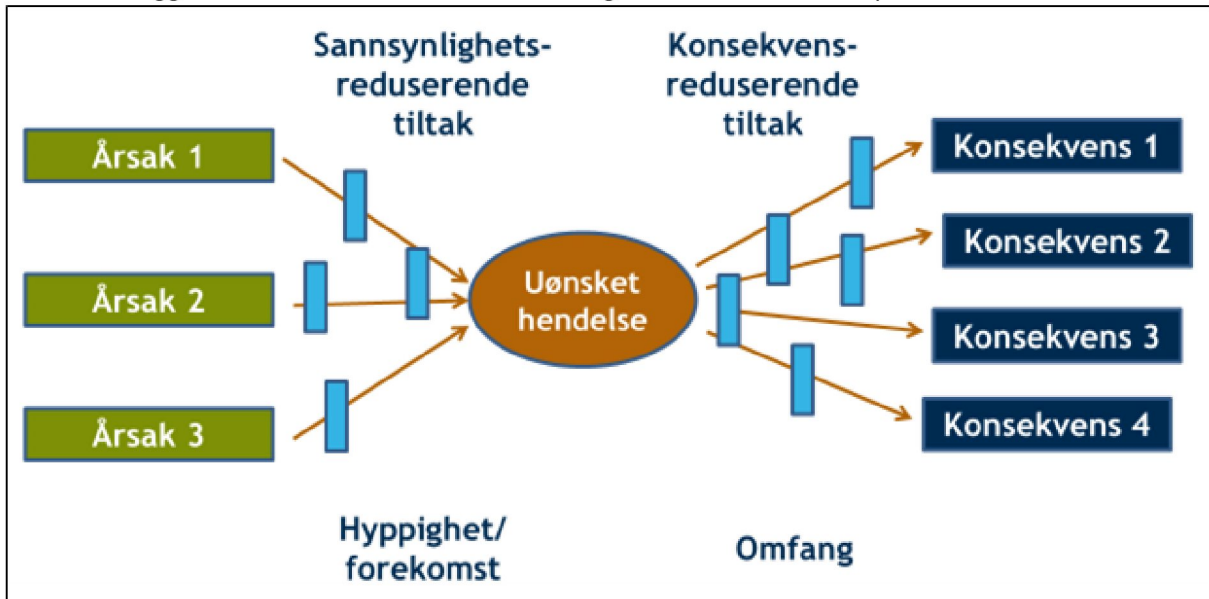 Sannsynlighets-
reduserende
tiltak
Konsekvens-
reduserende
tiltak
Årsak 1
Årsak 2
Årsak 3
Uønsket
hendelse
Konsekvens 1
Konsekvens 2
Konsekvens 3
Konsekvens 4
Hyppighet/
forekomst
Omfang